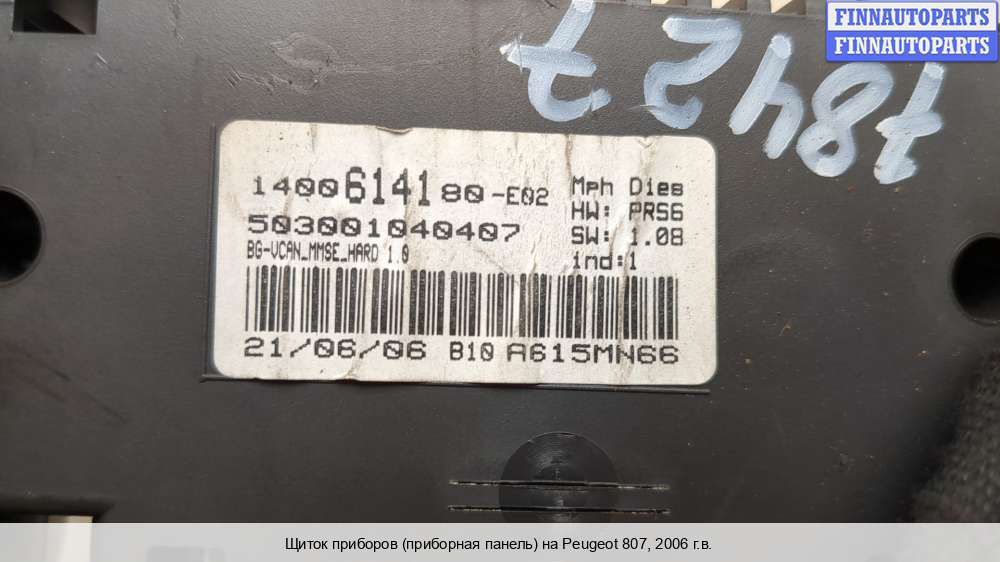 FINNAUTOPARTS
FINNAUTOPARTS
78427
1400614180-E02
503001040407
BG-VCAN_MMSE_HARD 1.0
Mph Dies
HW: PRS6
SW: 1.08
ind:1
21/06/06 B10 A615MN66
Щиток приборов (приборная панель) на Peugeot 807, 2006 г.в.